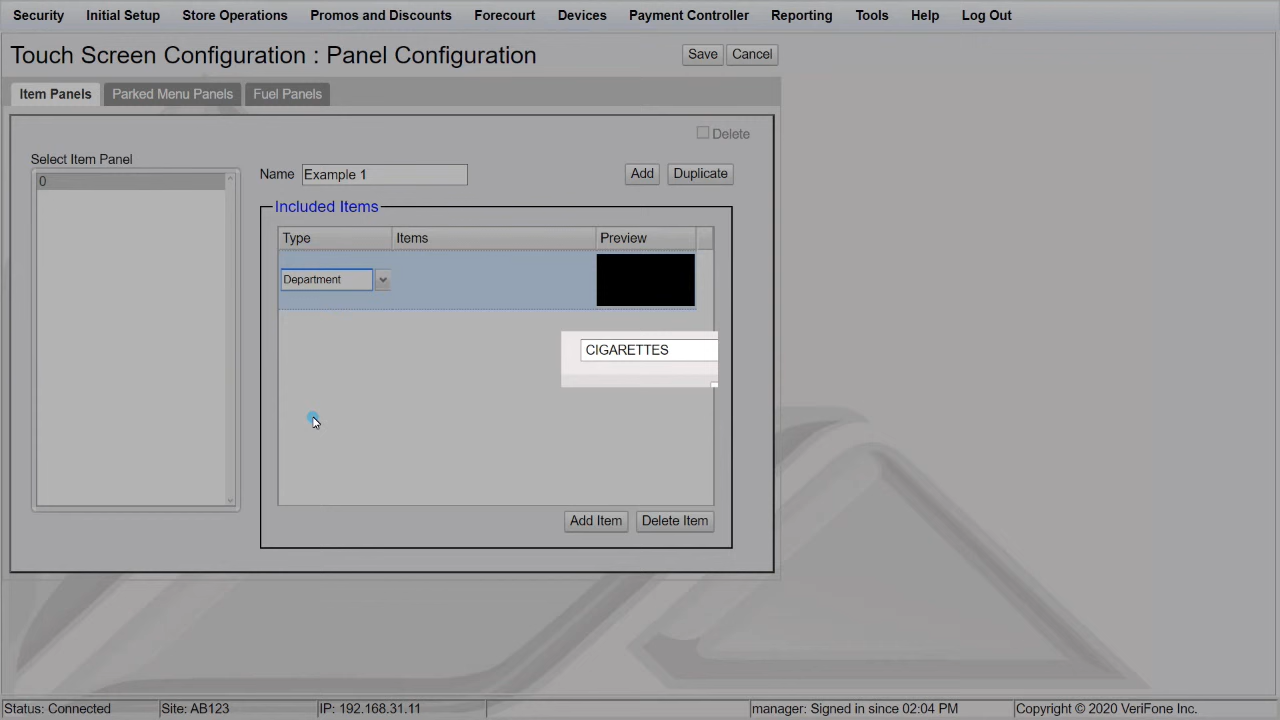 Security Initial Setup Store Operations Promos and Discounts Forecourt Devices Payment Controller Reporting Tools Help Log Out
Touch Screen Configuration : Panel Configuration Save Cancel
Item Panels Parked Menu Panels Fuel Panels
Delete
Select Item Panel
Name Example 1 Add Duplicate
0
Included Items
Type Items Preview
Department
CIGARETTES
Add Item Delete Item
Status: Connected Site: AB123 IP: 192.168.31.11 manager: Signed in since 02:04 PM Copyright © 2020 VeriFone Inc.